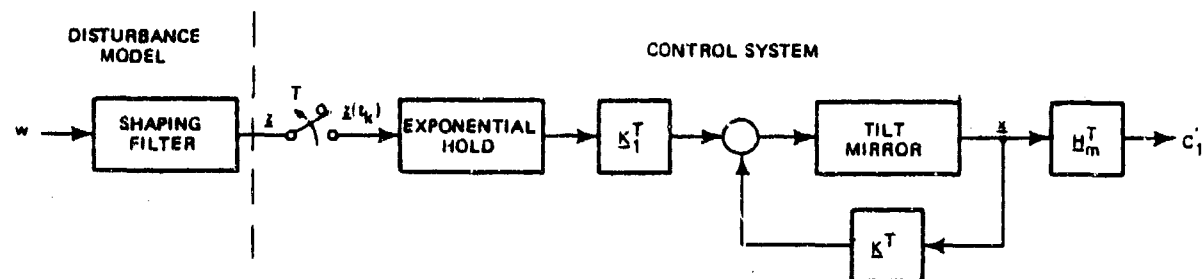 DISTURBANCE
MODEL
CONTROL SYSTEM
w
SHAPING
FILTER
z
T
z(t_k)
EXPONENTIAL
HOLD
K_1^T
TILT
MIRROR
x
H_m^T
C_1'
K^T